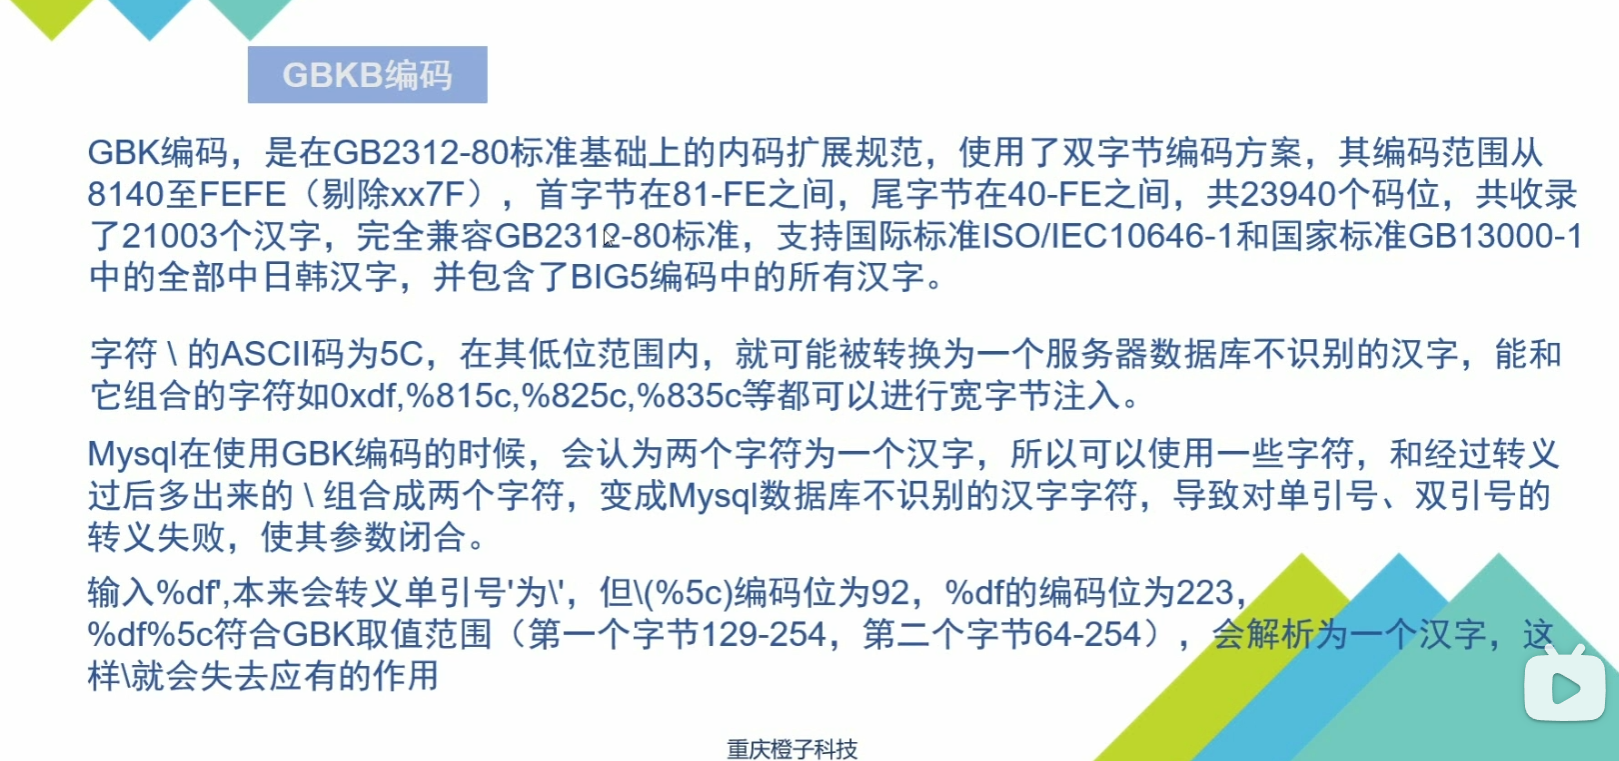 GBKB编码
GBK编码，是在GB2312-80标准基础上的内码扩展规范，使用了双字节编码方案，其编码范围从
8140至FEFE（剔除xx7F），首字节在81-FE之间，尾字节在40-FE之间，共23940个码位，共收录
了21003个汉字，完全兼容GB2312-80标准，支持国际标准ISO/IEC10646-1和国家标准GB13000-1
中的全部中日韩汉字，并包含了BIG5编码中的所有汉字。
字符 \ 的ASCII码为5C，在其低位范围内，就可能被转换为一个服务器数据库不识别的汉字，能和
它组合的字符如0xdf,%815c,%825c,%835c等都可以进行宽字节注入。
Mysql在使用GBK编码的时候，会认为两个字符为一个汉字，所以可以使用一些字符，和经过转义
过后多出来的 \ 组合成两个字符，变成Mysql数据库不识别的汉字字符，导致对单引号、双引号的
转义失败，使其参数闭合。
输入%df',本来会转义单引号'为\'，但\(%5c)编码位为92，%df的编码位为223，
%df%5c符合GBK取值范围（第一个字节129-254，第二个字节64-254），会解析为一个汉字，这
样\就会失去应有的作用
重庆橙子科技